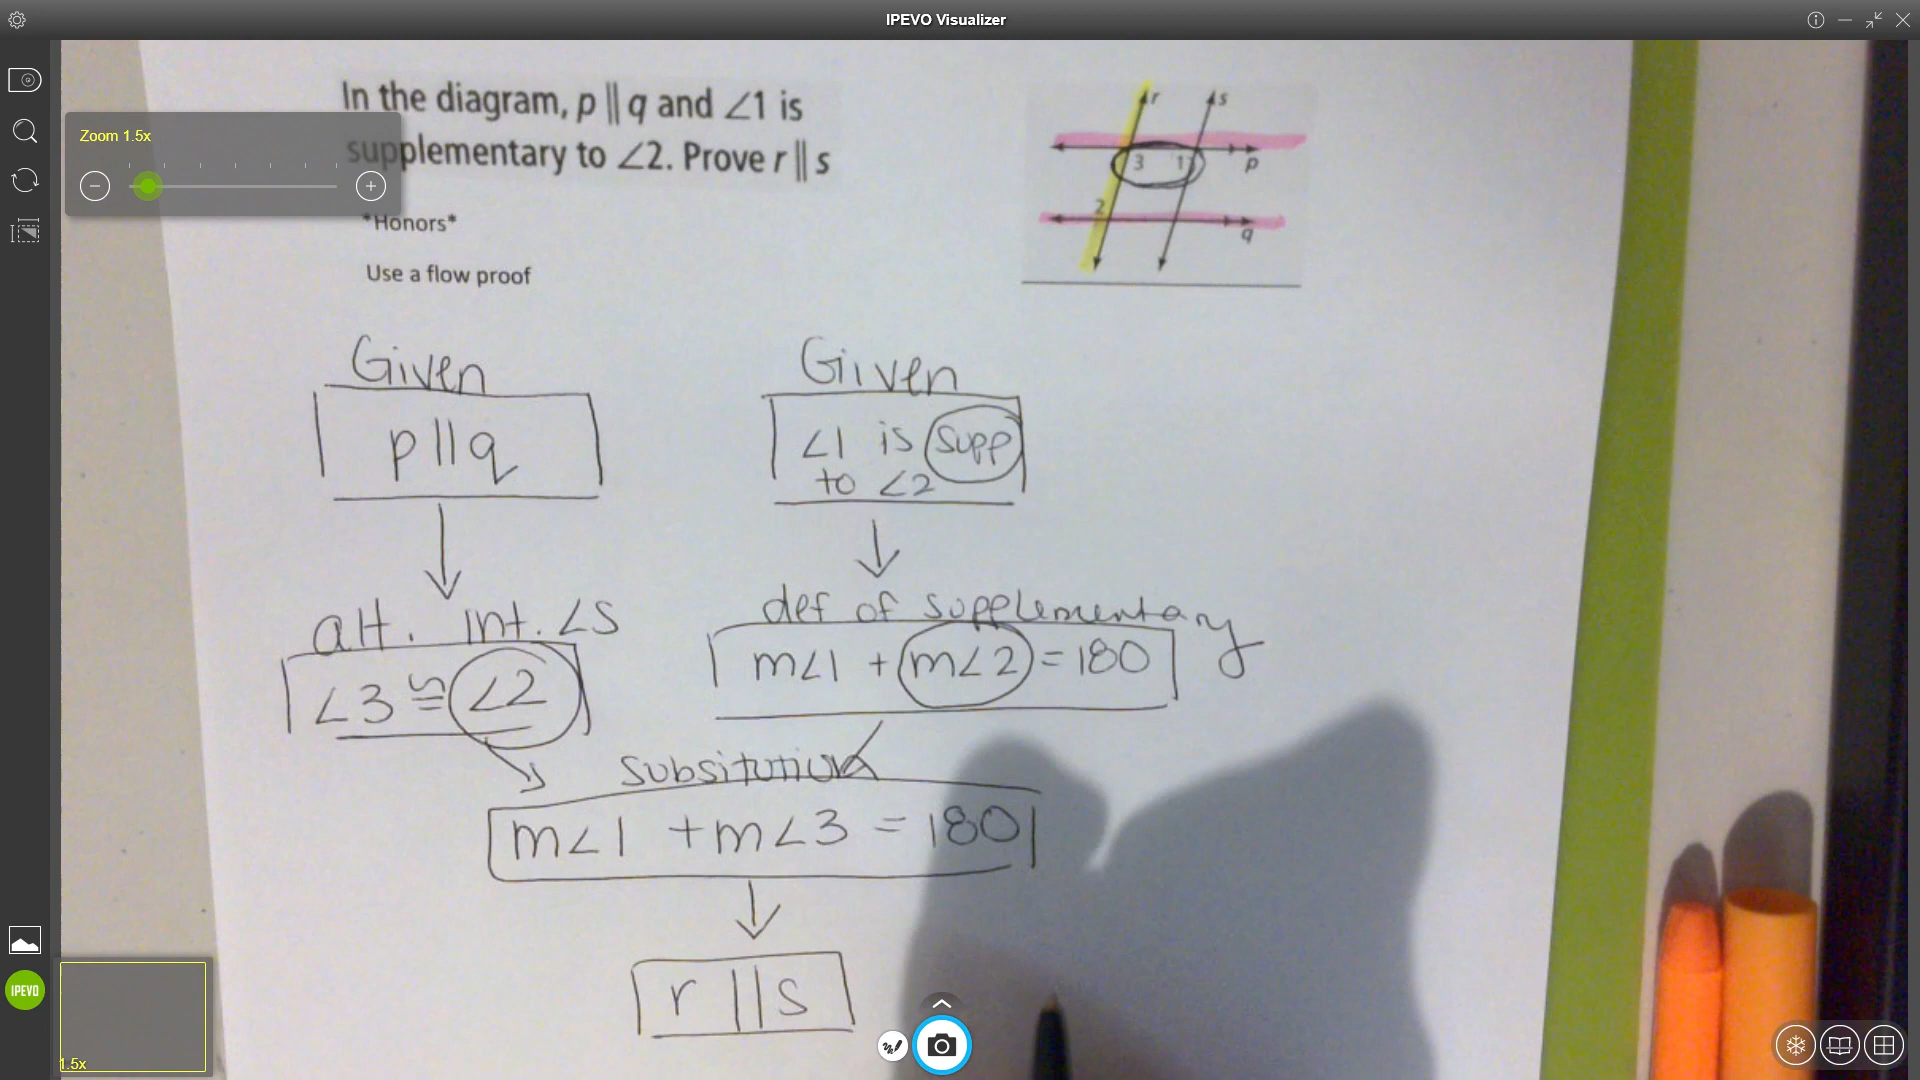 IPEVO Visualizer
In the diagram, p || q and ∠1 is
supplementary to ∠2. Prove r || s
Zoom 1.5x
*Honors*
Use a flow proof
r s
3 1 p
2
q
Given Given
p || q ∠1 is supp
to ∠2
alt. int. ∠s def of supplementary
∠3 ≅ ∠2 m∠1 + m∠2 = 180
substitution
m∠1 + m∠3 = 180
r || s
IPEVO
1.5x